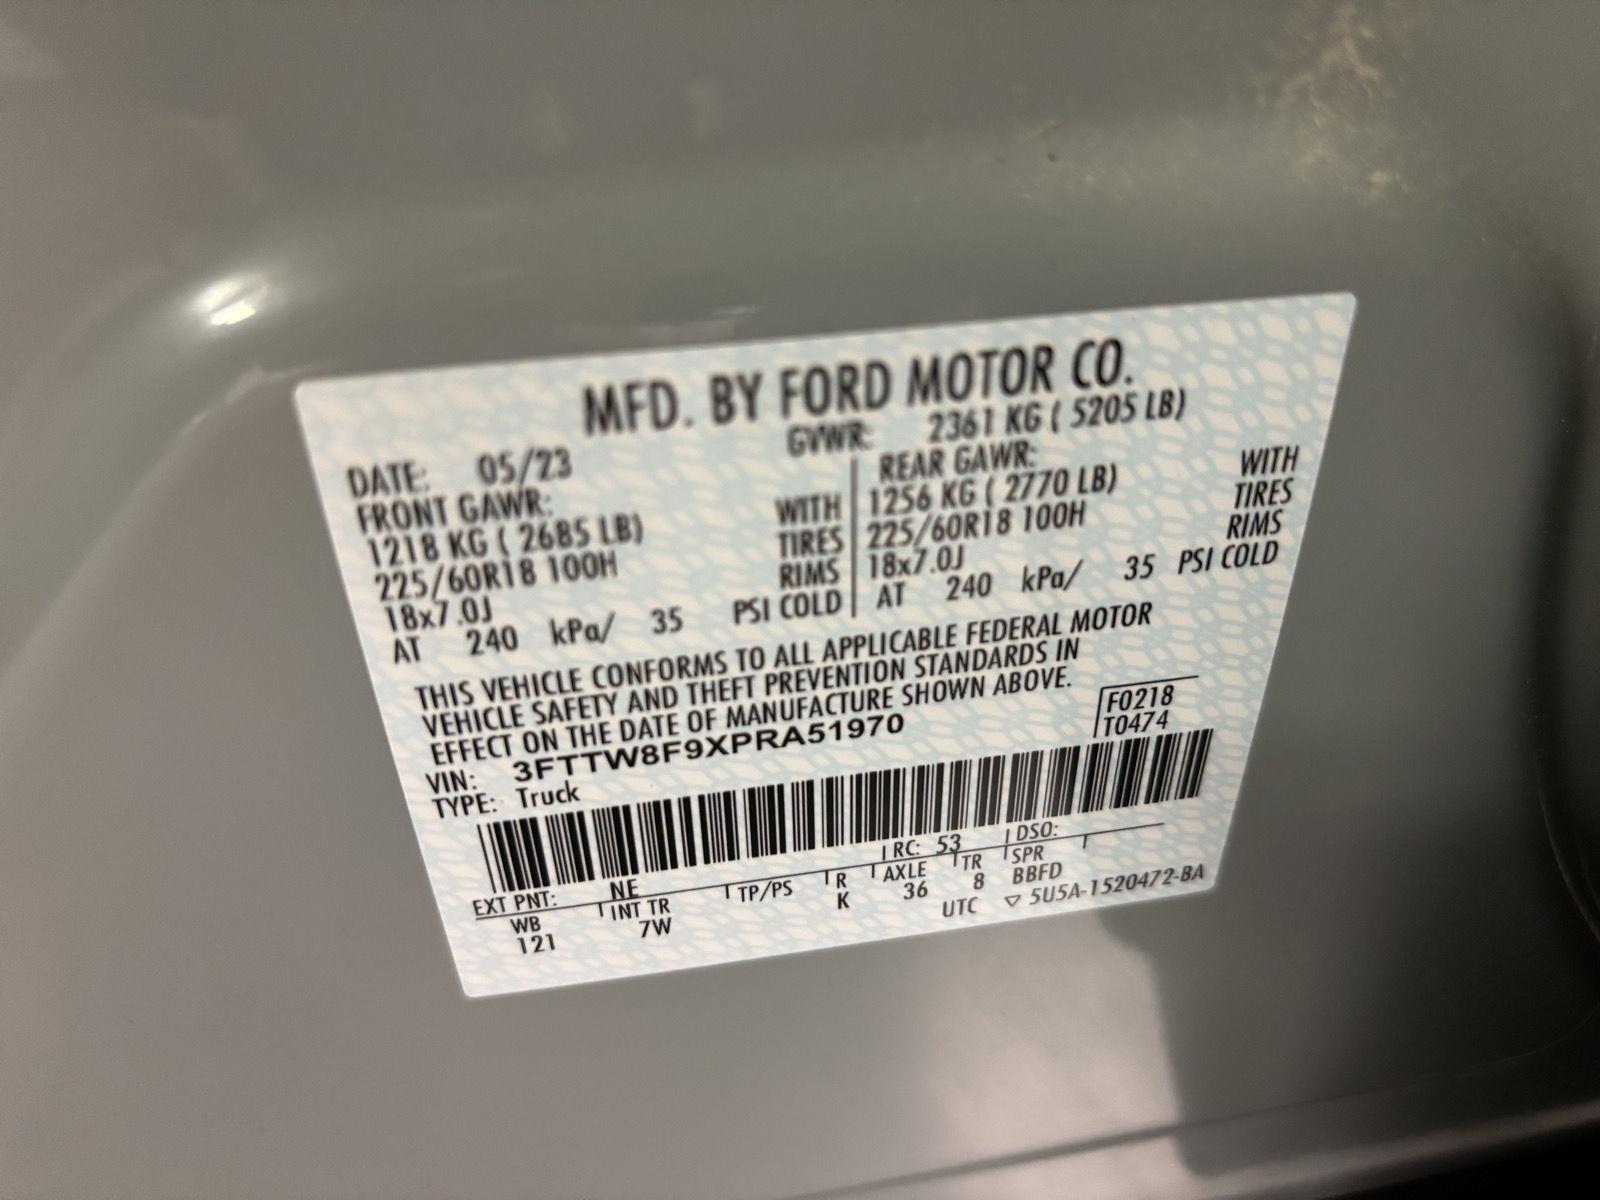 MFD. BY FORD MOTOR CO.
DATE: 05/23 GVWR: 2361 KG ( 5205 LB)
FRONT GAWR:
1218 KG ( 2685 LB) WITH
225/60R18 100H TIRES
18x7.0J RIMS
AT 240 kPa/ 35 PSI COLD
REAR GAWR:
1256 KG ( 2770 LB) WITH
225/60R18 100H TIRES
18x7.0J RIMS
AT 240 kPa/ 35 PSI COLD
THIS VEHICLE CONFORMS TO ALL APPLICABLE FEDERAL MOTOR
VEHICLE SAFETY AND THEFT PREVENTION STANDARDS IN
EFFECT ON THE DATE OF MANUFACTURE SHOWN ABOVE.
VIN: 3FTTW8F9XPRA51970
TYPE: Truck
F0218
T0474
EXT PNT: NE RC: 53 DSO:
WB INT TR TP/PS R AXLE TR SPR
121 7W K 36 8 BBFD
UTC ▽ 5U5A-1520472-BA